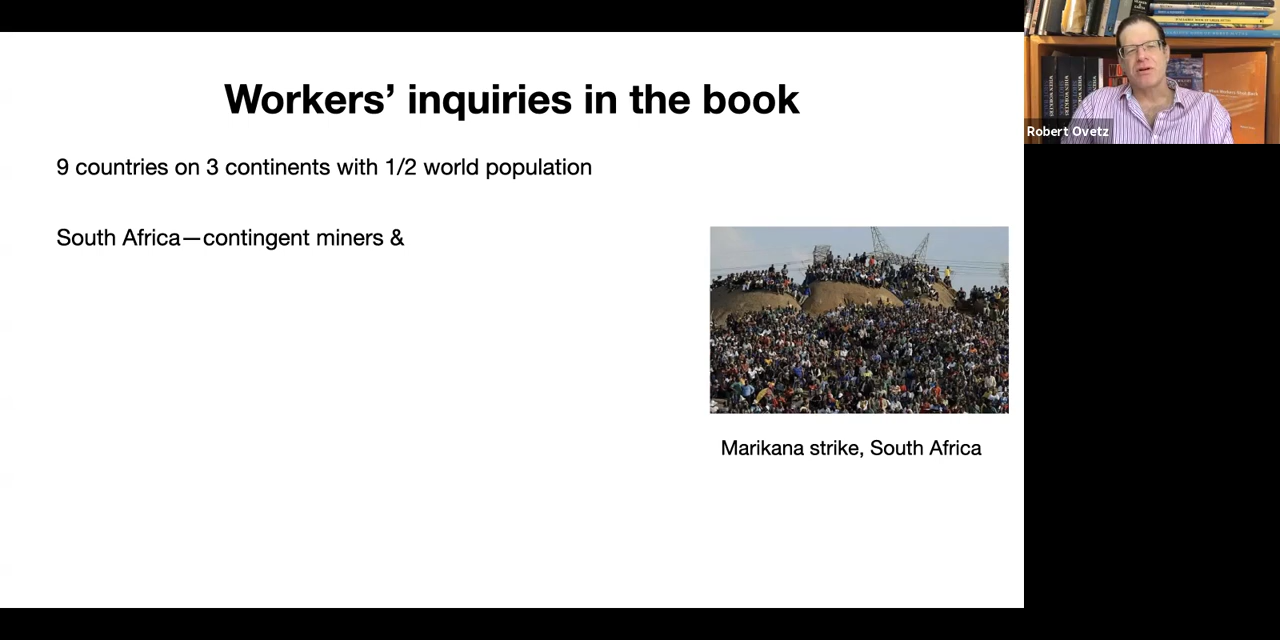 Workers’ inquiries in the book
9 countries on 3 continents with 1/2 world population
South Africa—contingent miners &
Marikana strike, South Africa
Robert Ovetz